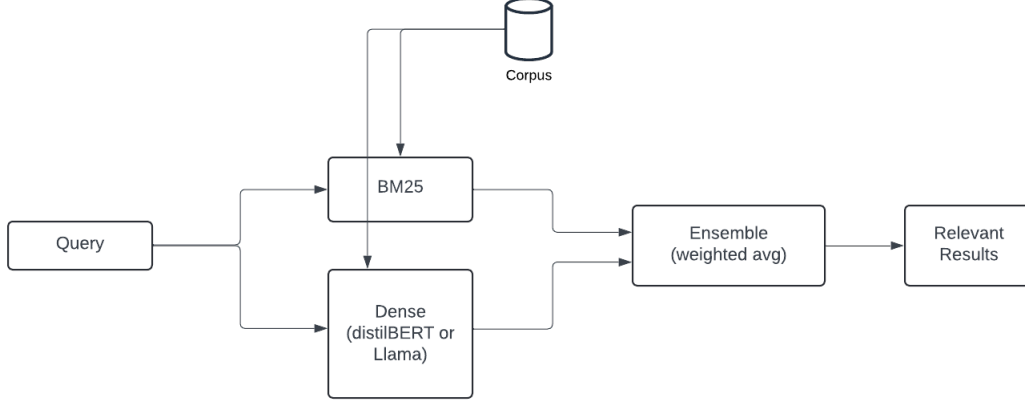 Corpus
BM25
Query
Ensemble
(weighted avg)
Relevant
Results
Dense
(distilBERT or
Llama)